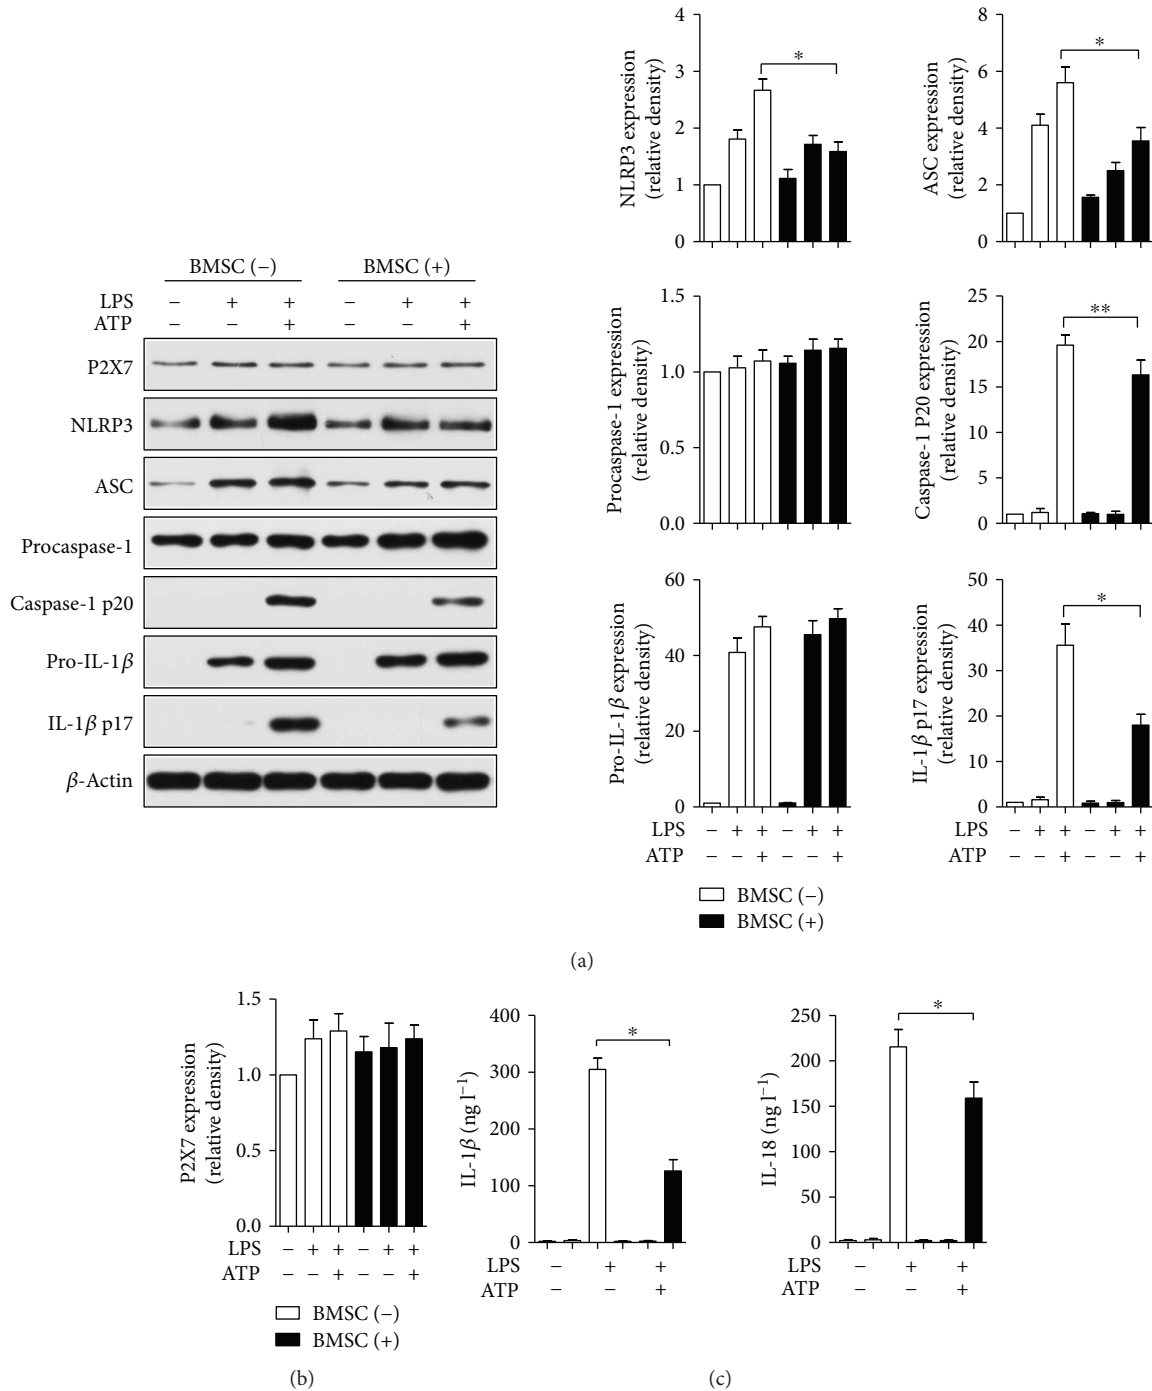 BMSC (−) BMSC (+)
LPS − + + − + +
ATP − − + − − +
P2X7
NLRP3
ASC
Procaspase-1
Caspase-1 p20
Pro-IL-1β
IL-1β p17
β-Actin
NLRP3 expression
(relative density)
4
3
2
1
0
*
ASC expression
(relative density)
8
6
4
2
0
*
Procaspase-1 expression
(relative density)
1.5
1.0
0.5
0.0
Caspase-1 P20 expression
(relative density)
25
20
15
10
5
0
**
Pro-IL-1β expression
(relative density)
60
40
20
0
LPS − + + − + +
ATP − − + − − +
IL-1β p17 expression
(relative density)
50
40
30
20
10
0
*
LPS − + + − + +
ATP − − + − − +
BMSC (−)
BMSC (+)
(a)
P2X7 expression
(relative density)
1.5
1.0
0.5
0.0
LPS − + + − + +
ATP − − + − − +
BMSC (−)
BMSC (+)
(b)
IL-1β (ng l−1)
400
300
200
100
0
*
LPS − + +
ATP − − +
IL-18 (ng l−1)
250
200
150
100
50
0
*
LPS − + +
ATP − − +
(c)